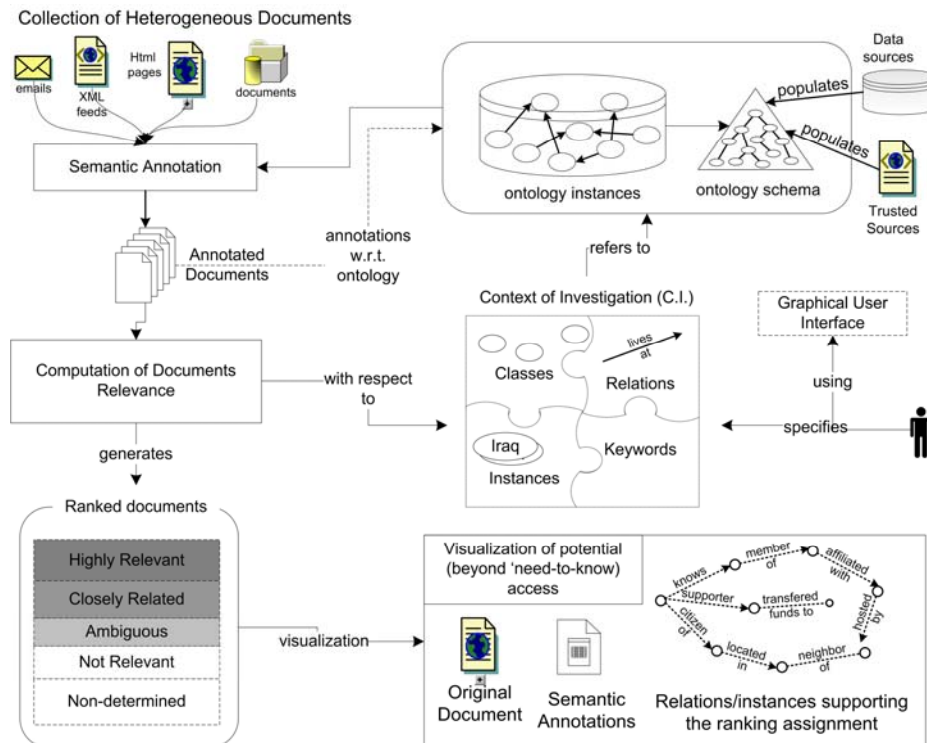 Collection of Heterogeneous Documents
emails
XML
feeds
Html
pages
documents
Semantic Annotation
Annotated
Documents
annotations
w.r.t.
ontology
ontology instances
ontology schema
populates
populates
Data
sources
Trusted
Sources
refers to
Context of Investigation (C.I.)
Classes
lives
at
Relations
Iraq
Instances
Keywords
Graphical User
Interface
using
specifies
Computation of Documents
Relevance
with respect
to
generates
Ranked documents
Highly Relevant
Closely Related
Ambiguous
Not Relevant
Non-determined
visualization
Visualization of potential
(beyond ‘need-to-know)
access
Original
Document
Semantic
Annotations
knows
member
of
affiliated
with
supporter
transfered
funds to
hosted
by
citizen
of
located
in
neighbor
of
Relations/instances supporting
the ranking assignment